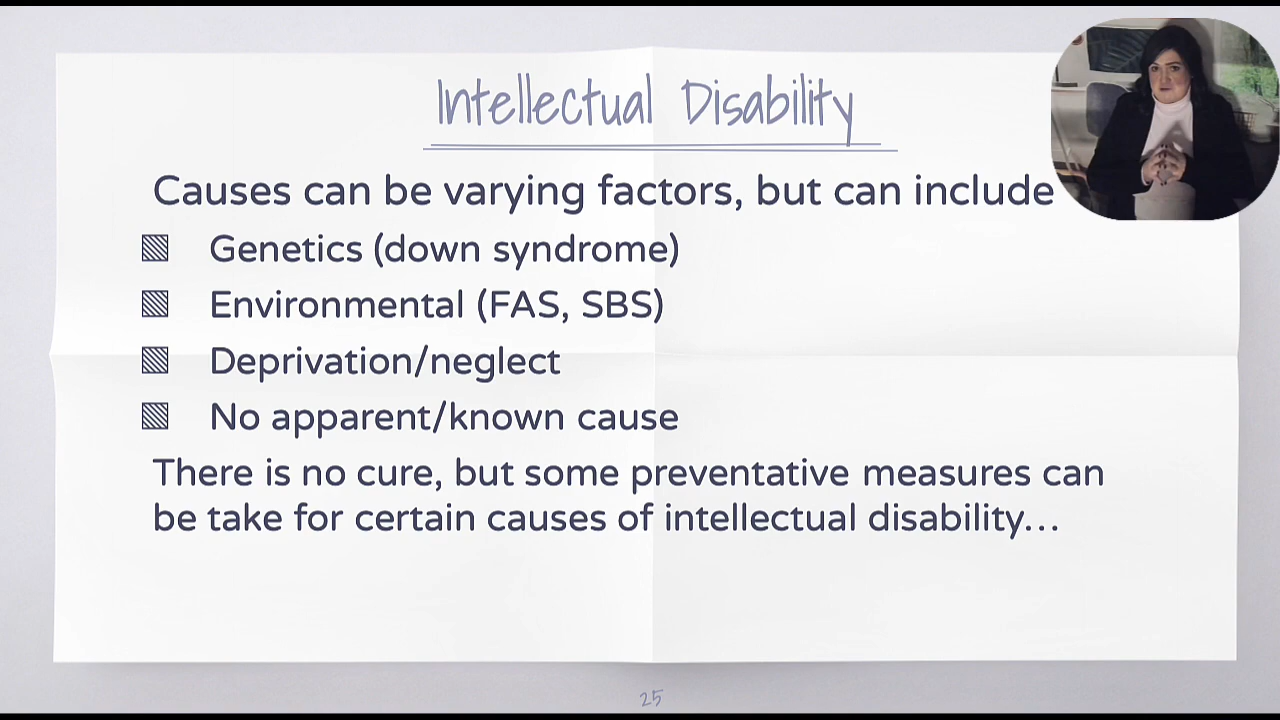 Intellectual Disability
Causes can be varying factors, but can include
Genetics (down syndrome)
Environmental (FAS, SBS)
Deprivation/neglect
No apparent/known cause
There is no cure, but some preventative measures can
be take for certain causes of intellectual disability…
25